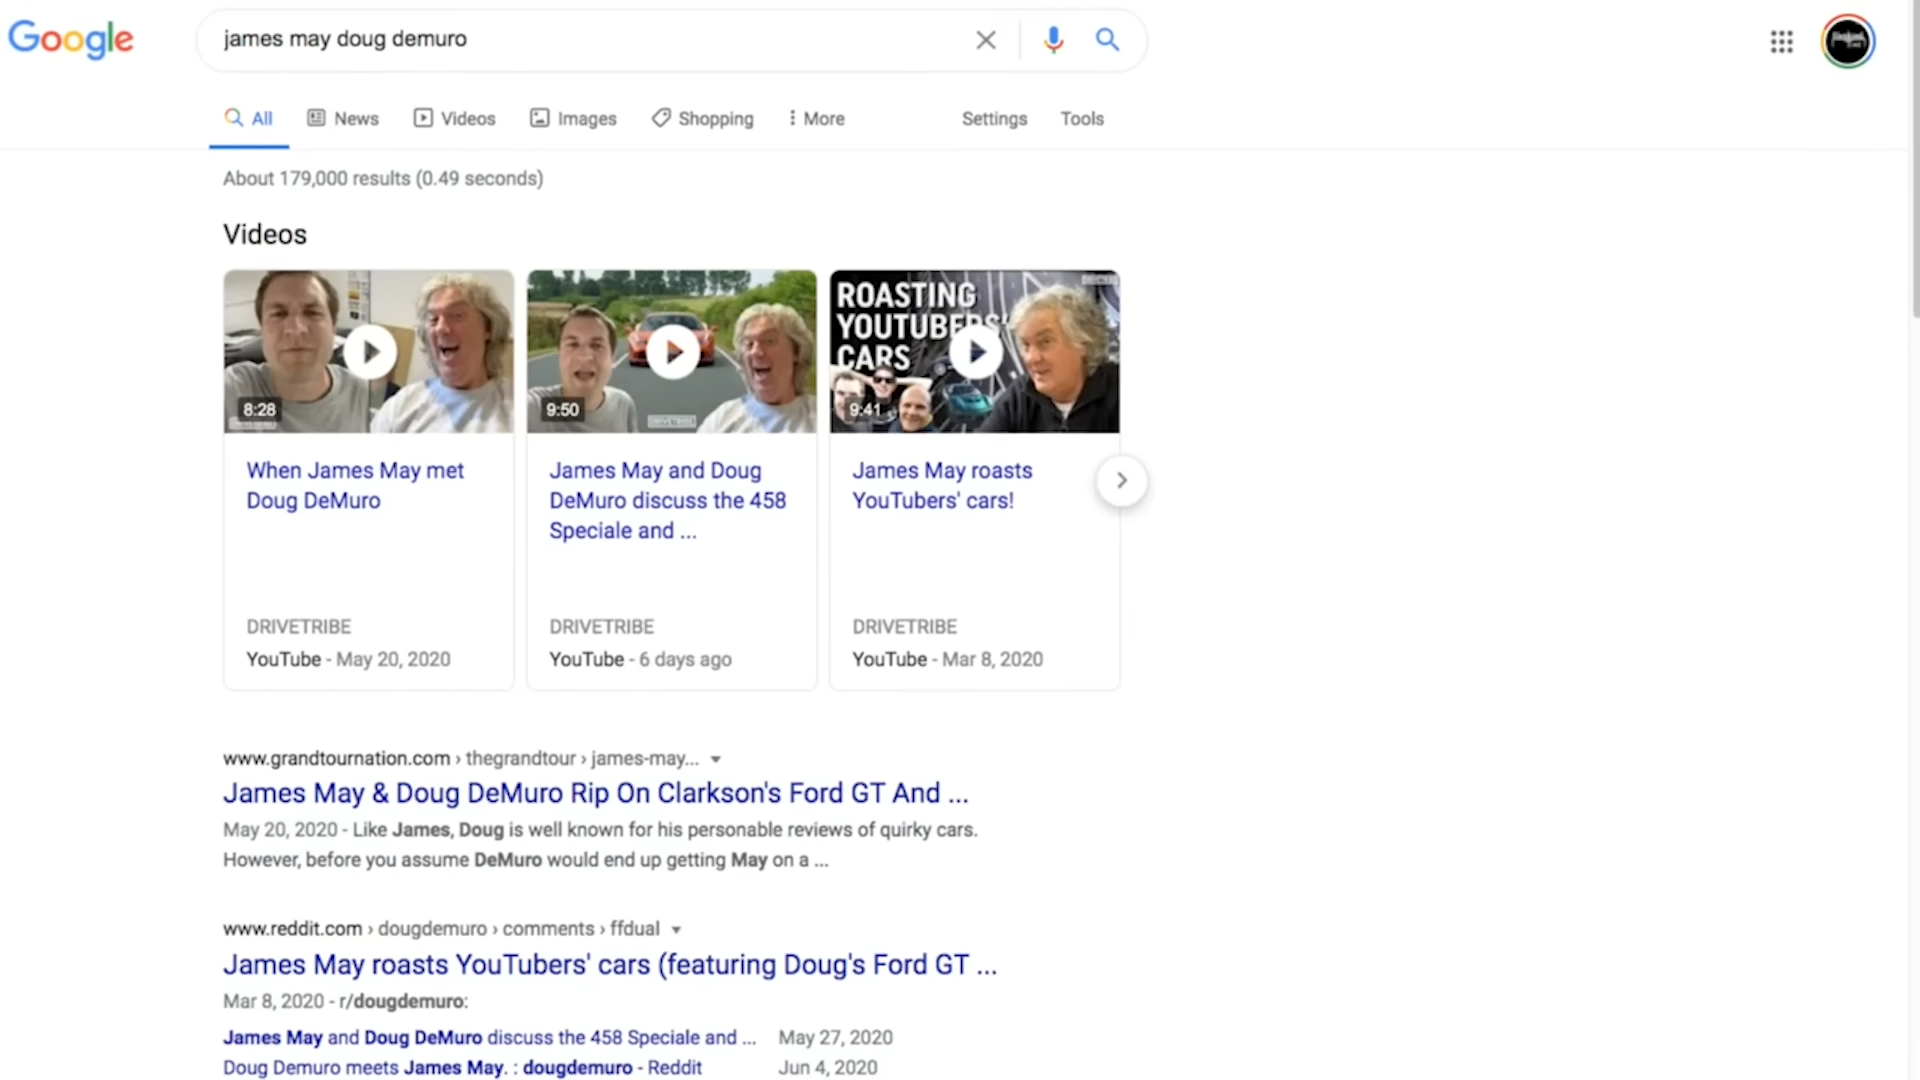 Google
james may doug demuro
All News Videos Images Shopping More Settings Tools
About 179,000 results (0.49 seconds)
Videos
ROASTING
YOUTUBERS'
CARS
8:28
9:50
DRIVETRIBE
9:41
When James May met
Doug DeMuro
James May and Doug
DeMuro discuss the 458
Speciale and ...
James May roasts
YouTubers' cars!
DRIVETRIBE
YouTube - May 20, 2020
DRIVETRIBE
YouTube - 6 days ago
DRIVETRIBE
YouTube - Mar 8, 2020
www.grandtournation.com › thegrandtour › james-may...
James May & Doug DeMuro Rip On Clarkson's Ford GT And ...
May 20, 2020 - Like James, Doug is well known for his personable reviews of quirky cars.
However, before you assume DeMuro would end up getting May on a ...
www.reddit.com › dougdemuro › comments › ffdual
James May roasts YouTubers' cars (featuring Doug's Ford GT ...
Mar 8, 2020 - r/dougdemuro:
James May and Doug DeMuro discuss the 458 Speciale and ... May 27, 2020
Doug Demuro meets James May. : dougdemuro - Reddit Jun 4, 2020